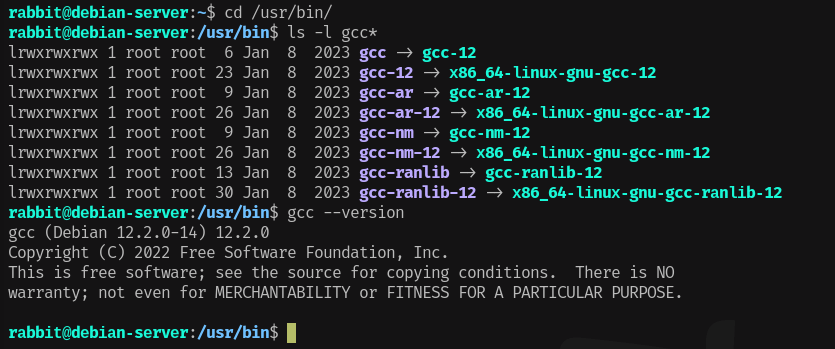 rabbit@debian-server:~$ cd /usr/bin/
rabbit@debian-server:/usr/bin$ ls -l gcc*
lrwxrwxrwx 1 root root  6 Jan  8  2023 gcc -> gcc-12
lrwxrwxrwx 1 root root 23 Jan  8  2023 gcc-12 -> x86_64-linux-gnu-gcc-12
lrwxrwxrwx 1 root root  9 Jan  8  2023 gcc-ar -> gcc-ar-12
lrwxrwxrwx 1 root root 26 Jan  8  2023 gcc-ar-12 -> x86_64-linux-gnu-gcc-ar-12
lrwxrwxrwx 1 root root  9 Jan  8  2023 gcc-nm -> gcc-nm-12
lrwxrwxrwx 1 root root 26 Jan  8  2023 gcc-nm-12 -> x86_64-linux-gnu-gcc-nm-12
lrwxrwxrwx 1 root root 13 Jan  8  2023 gcc-ranlib -> gcc-ranlib-12
lrwxrwxrwx 1 root root 30 Jan  8  2023 gcc-ranlib-12 -> x86_64-linux-gnu-gcc-ranlib-12
rabbit@debian-server:/usr/bin$ gcc --version
gcc (Debian 12.2.0-14) 12.2.0
Copyright (C) 2022 Free Software Foundation, Inc.
This is free software; see the source for copying conditions.  There is NO
warranty; not even for MERCHANTABILITY or FITNESS FOR A PARTICULAR PURPOSE.
rabbit@debian-server:/usr/bin$